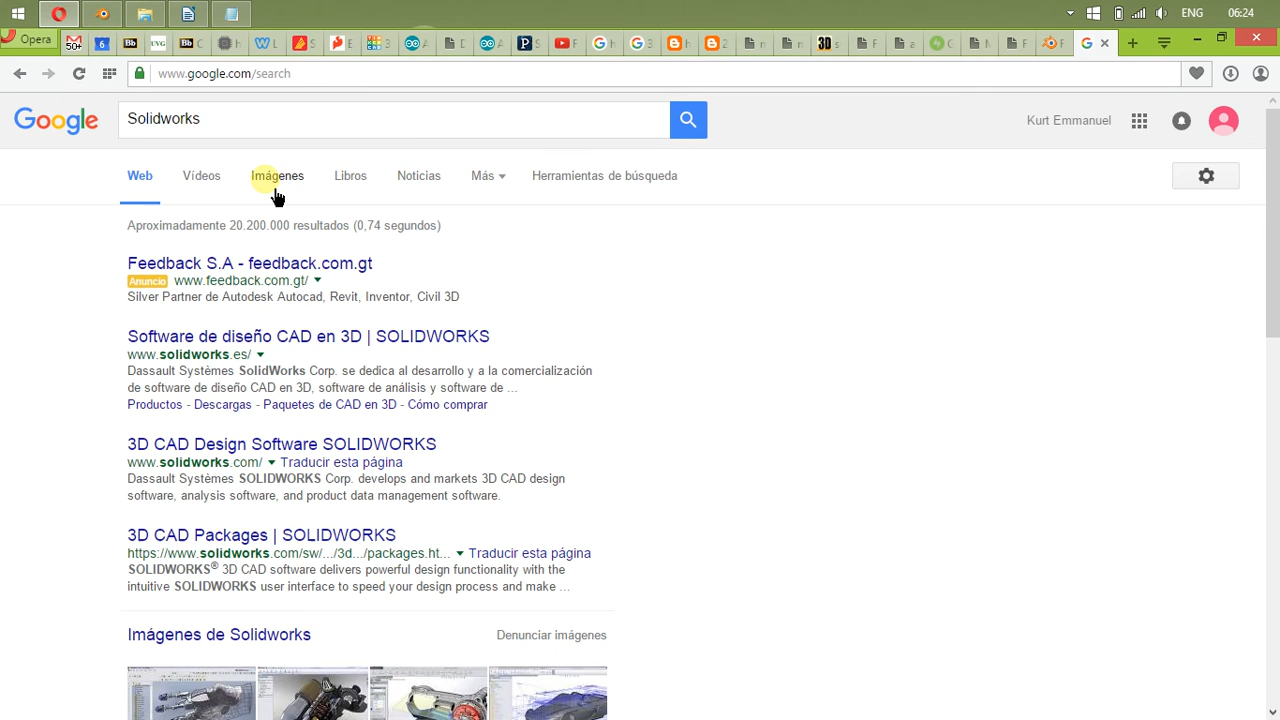 ENG 06:24
Opera
www.google.com/search
Google
Solidworks
Kurt Emmanuel
Web Vídeos Imágenes Libros Noticias Más Herramientas de búsqueda
Aproximadamente 20.200.000 resultados (0,74 segundos)
Feedback S.A - feedback.com.gt
Anuncio www.feedback.com.gt/
Silver Partner de Autodesk Autocad, Revit, Inventor, Civil 3D
Software de diseño CAD en 3D | SOLIDWORKS
www.solidworks.es/
Dassault Systèmes SolidWorks Corp. se dedica al desarrollo y a la comercialización
de software de diseño CAD en 3D, software de análisis y software de ...
Productos - Descargas - Paquetes de CAD en 3D - Cómo comprar
3D CAD Design Software SOLIDWORKS
www.solidworks.com/ Traducir esta página
Dassault Systèmes SOLIDWORKS Corp. develops and markets 3D CAD design
software, analysis software, and product data management software.
3D CAD Packages | SOLIDWORKS
https://www.solidworks.com/sw/.../3d.../packages.ht... Traducir esta página
SOLIDWORKS® 3D CAD software delivers powerful design functionality with the
intuitive SOLIDWORKS user interface to speed your design process and make ...
Imágenes de Solidworks Denunciar imágenes